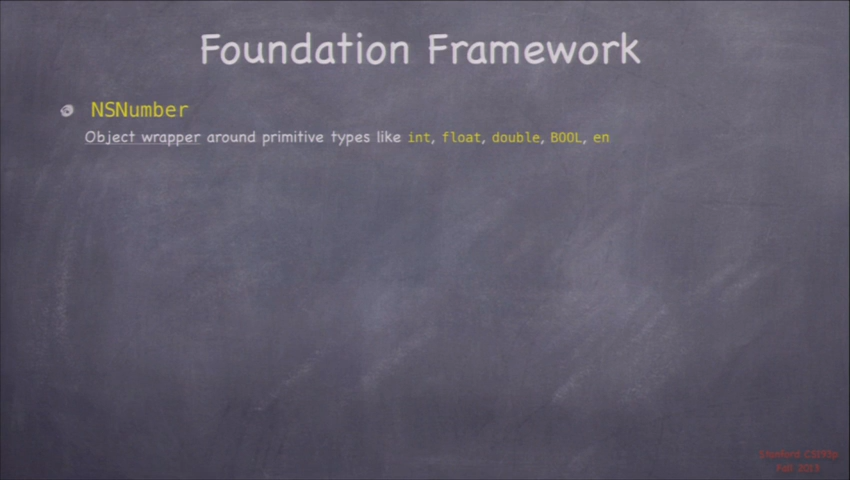 Foundation Framework
NSNumber
Object wrapper around primitive types like int, float, double, BOOL, en
Stanford CS193p
Fall 2013